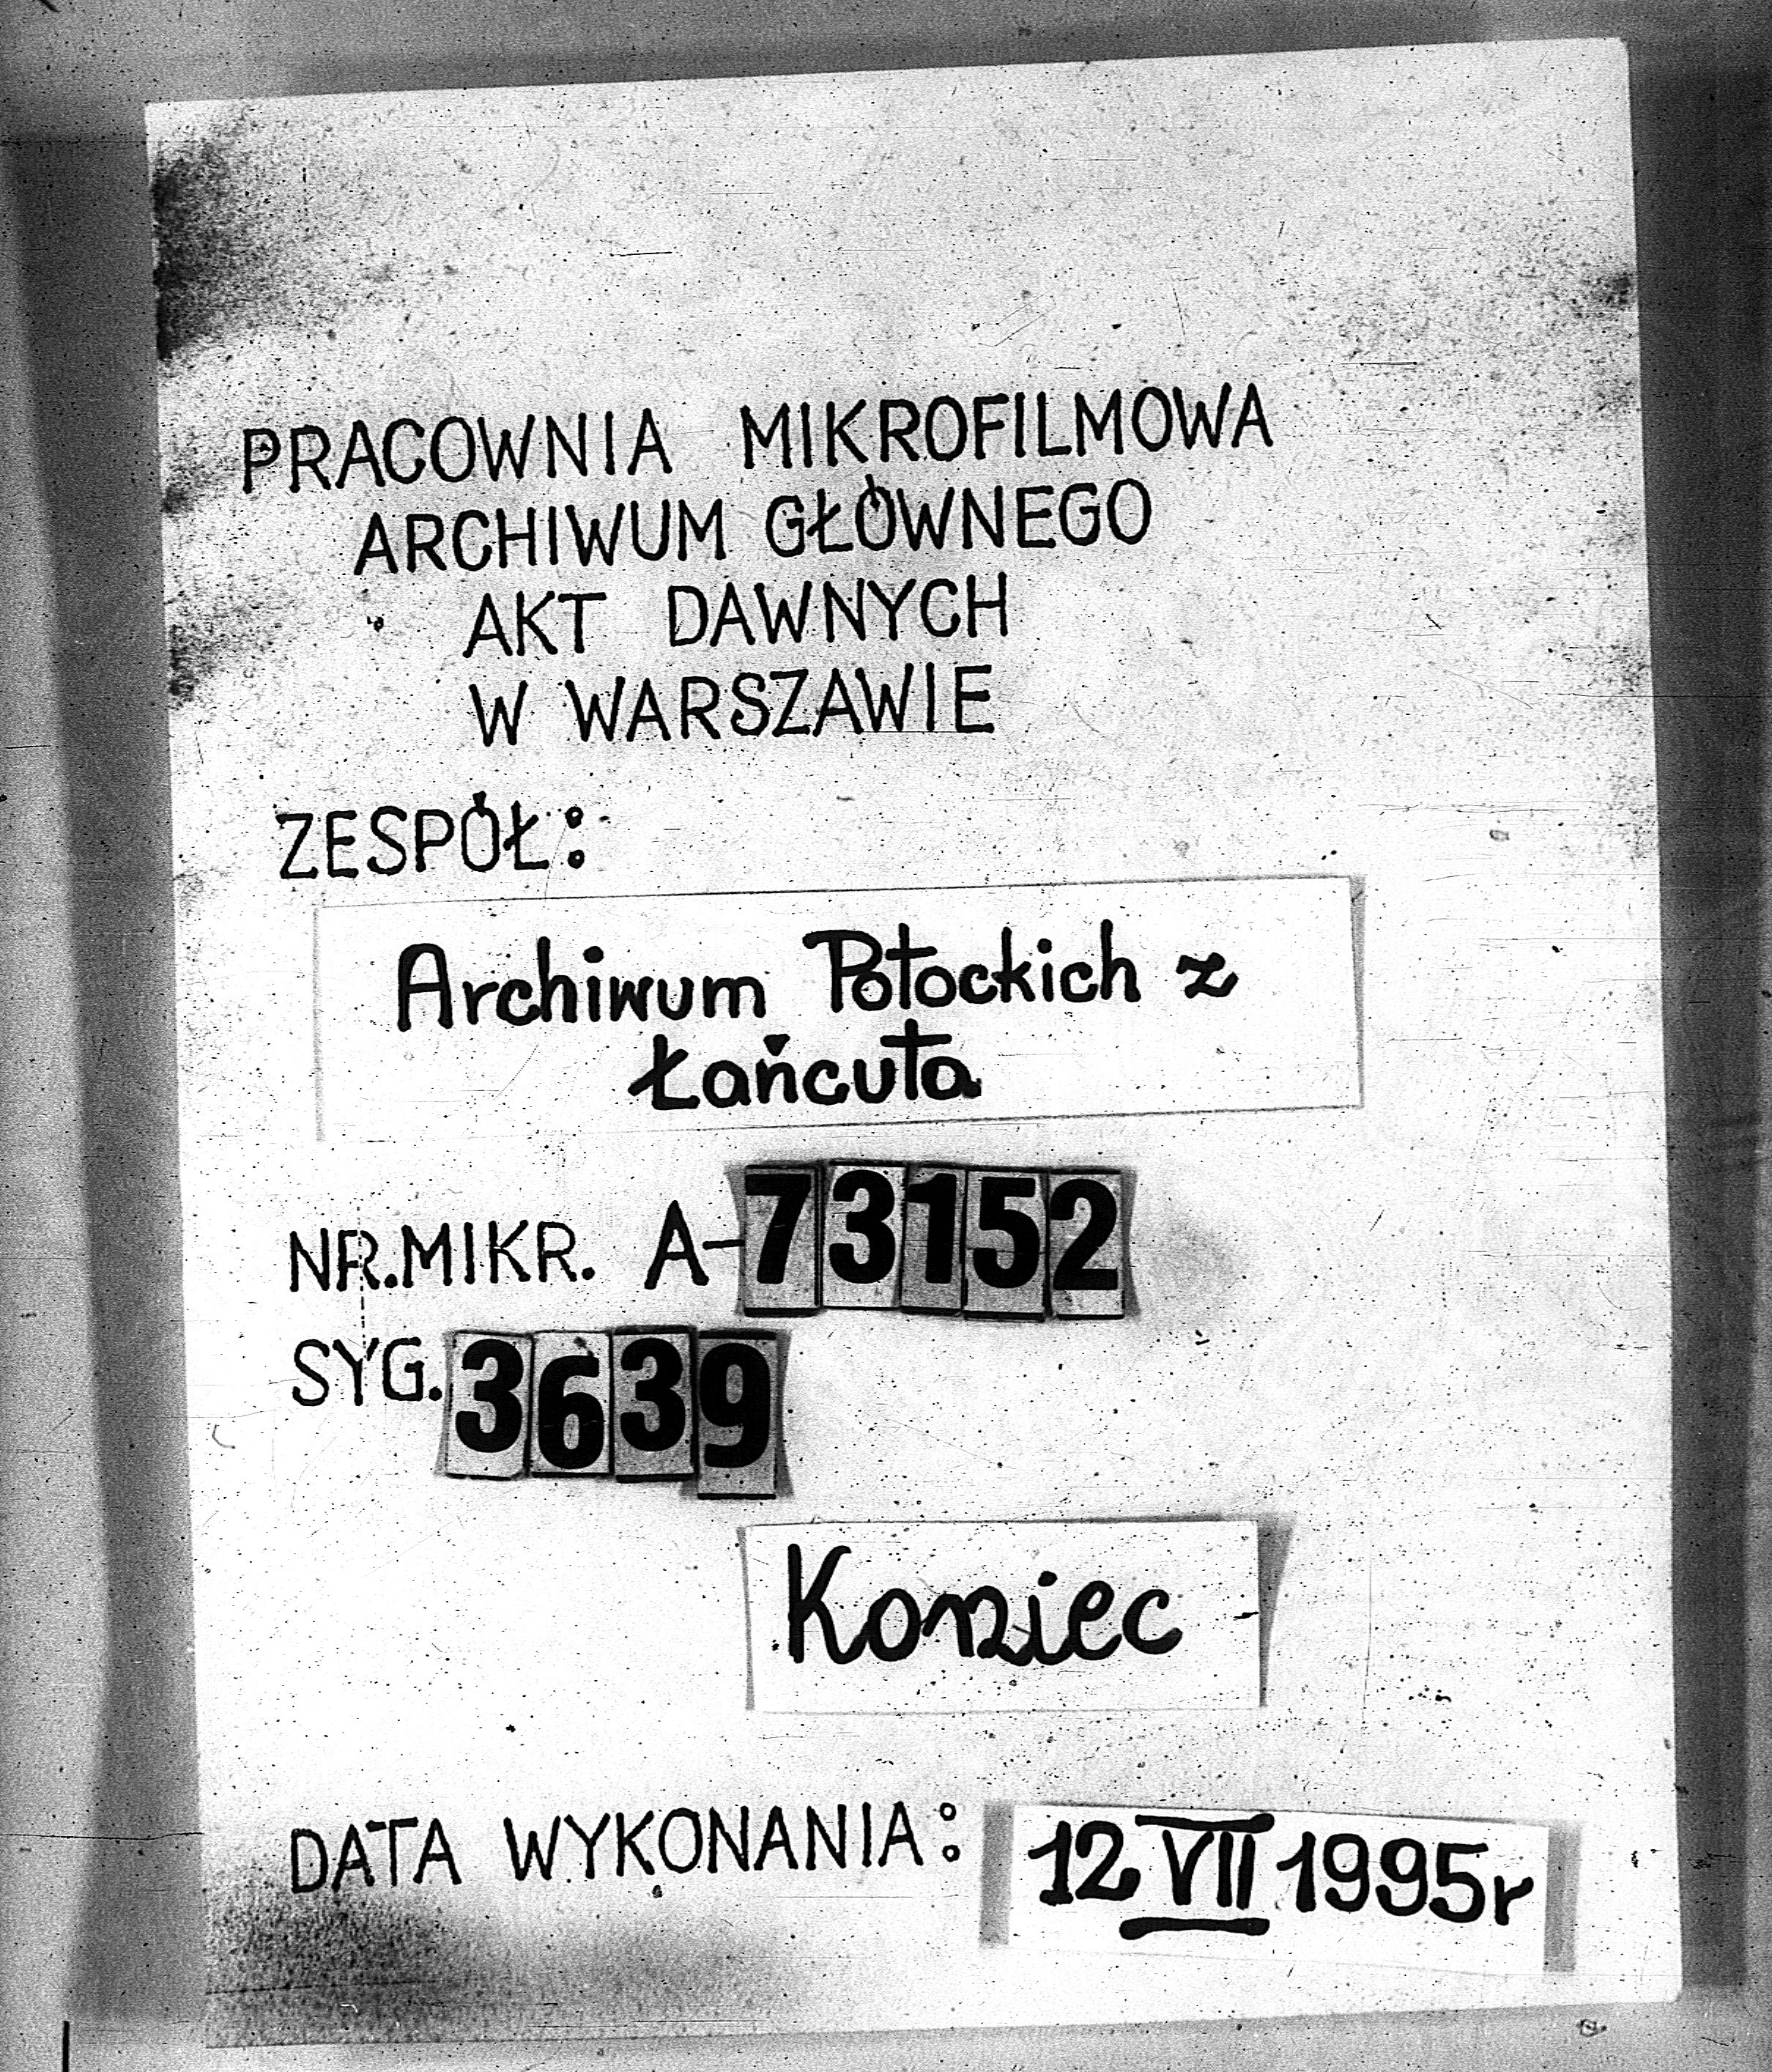 PRACOWNIA MIKROFILMOWA
ARCHIWUM GŁÓWNEGO
AKT DAWNYCH
W WARSZAWIE
ZESPÓŁ:
Archiwum Potockich z
Łańcuta
NR.MIKR. A-73152
SYG. 3639
Koniec
DATA WYKONANIA: 12 VII 1995r